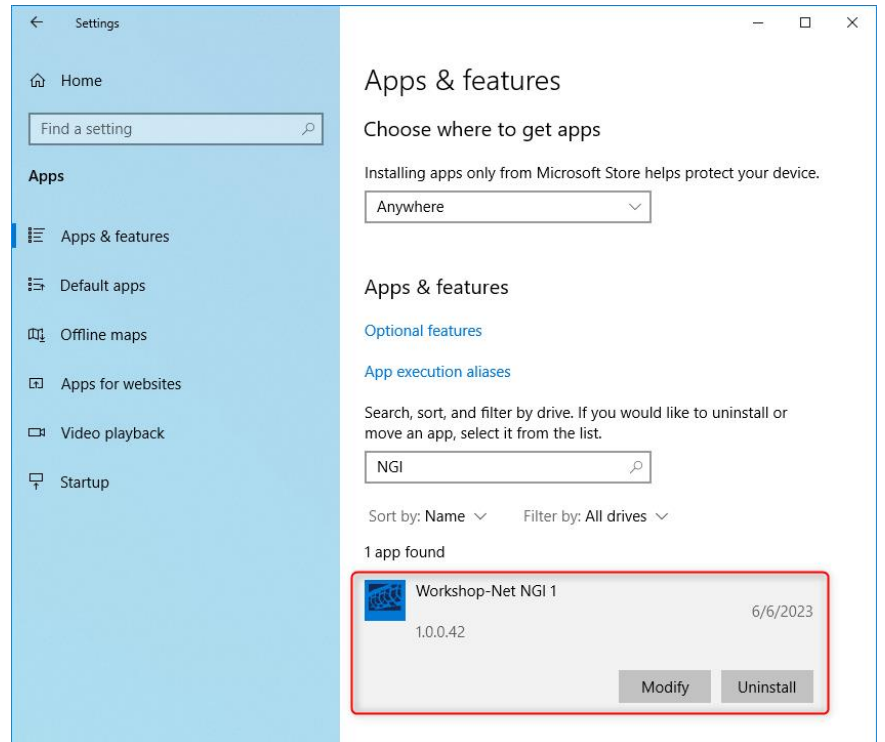 Settings
Home
Find a setting
Apps
Apps & features
Default apps
Offline maps
Apps for websites
Video playback
Startup
Apps & features
Choose where to get apps
Installing apps only from Microsoft Store helps protect your device.
Anywhere
Apps & features
Optional features
App execution aliases
Search, sort, and filter by drive. If you would like to uninstall or
move an app, select it from the list.
NGI
Sort by: Name Filter by: All drives
1 app found
Workshop-Net NGI 1
6/6/2023
1.0.0.42
Modify Uninstall